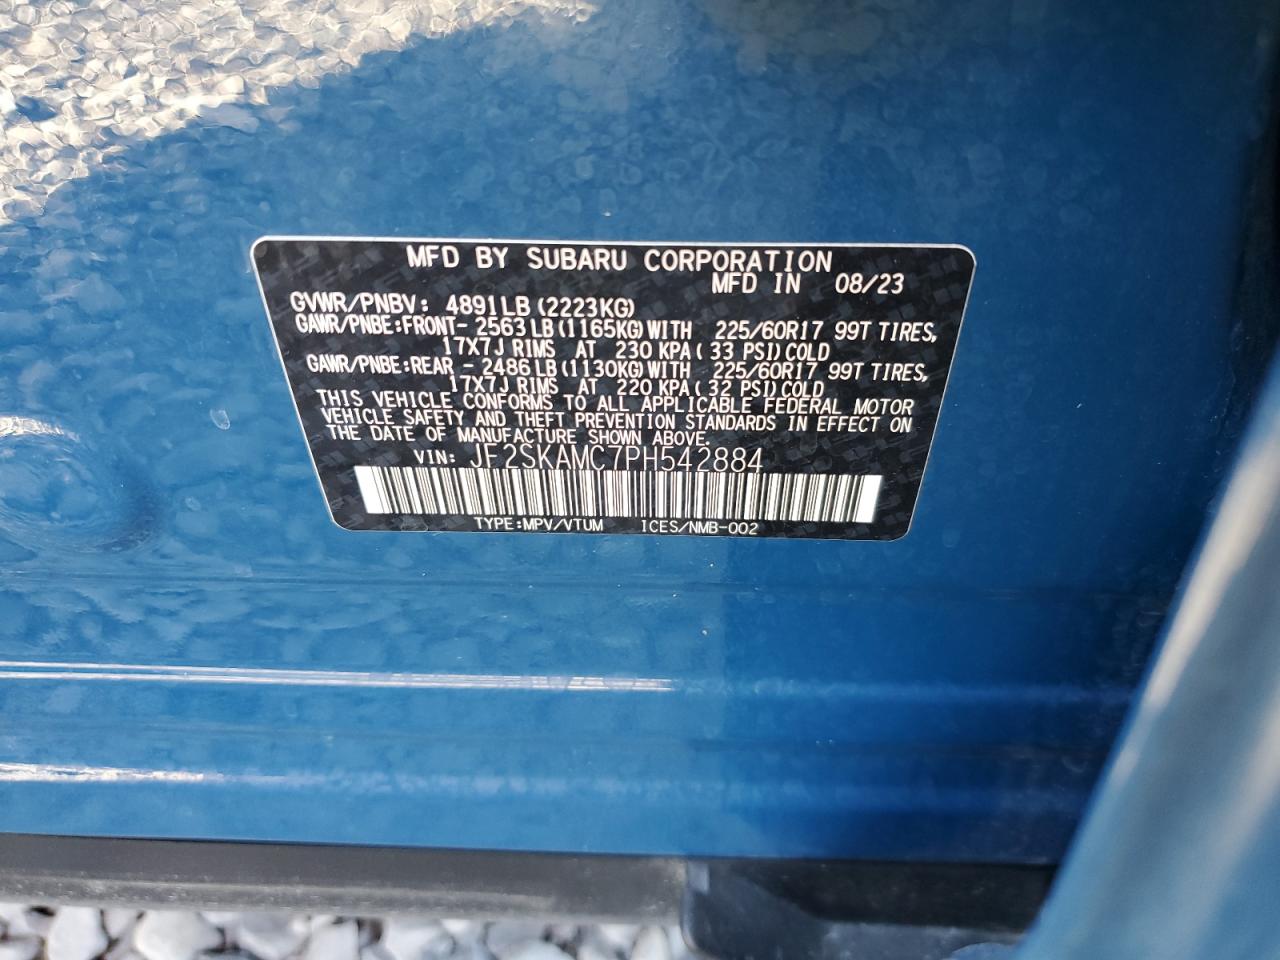 MFD BY SUBARU CORPORATION
MFD IN 08/23
GVWR/PNBV: 4891LB (2223KG)
GAWR/PNBE:FRONT- 2563LB (1165KG) WITH 225/60R17 99T TIRES,
17X7J RIMS AT 230 KPA( 33 PSI) COLD
GAWR/PNBE:REAR - 2486LB (1130KG) WITH 225/60R17 99T TIRES,
17X7J RIMS AT 220 KPA( 32 PSI) COLD
THIS VEHICLE CONFORMS TO ALL APPLICABLE FEDERAL MOTOR
VEHICLE SAFETY AND THEFT PREVENTION STANDARDS IN EFFECT ON
THE DATE OF MANUFACTURE SHOWN ABOVE.
VIN: JF2SKAMC7PH542884
TYPE:MPV/VTUM ICES/NMB-002